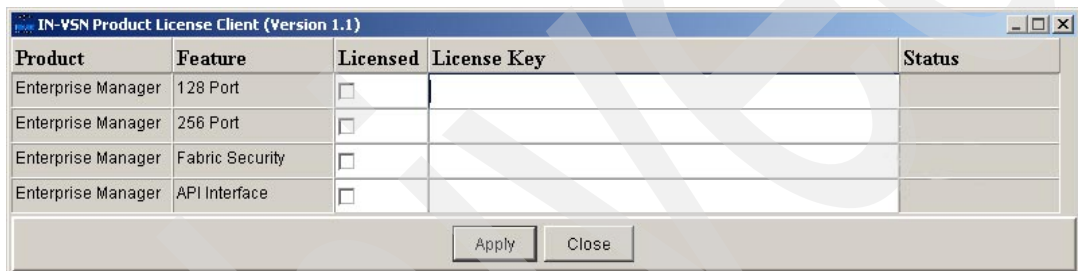 IN-VSN Product License Client (Version 1.1)
Product Feature Licensed License Key Status
Enterprise Manager 128 Port
Enterprise Manager 256 Port
Enterprise Manager Fabric Security
Enterprise Manager API Interface
Apply Close